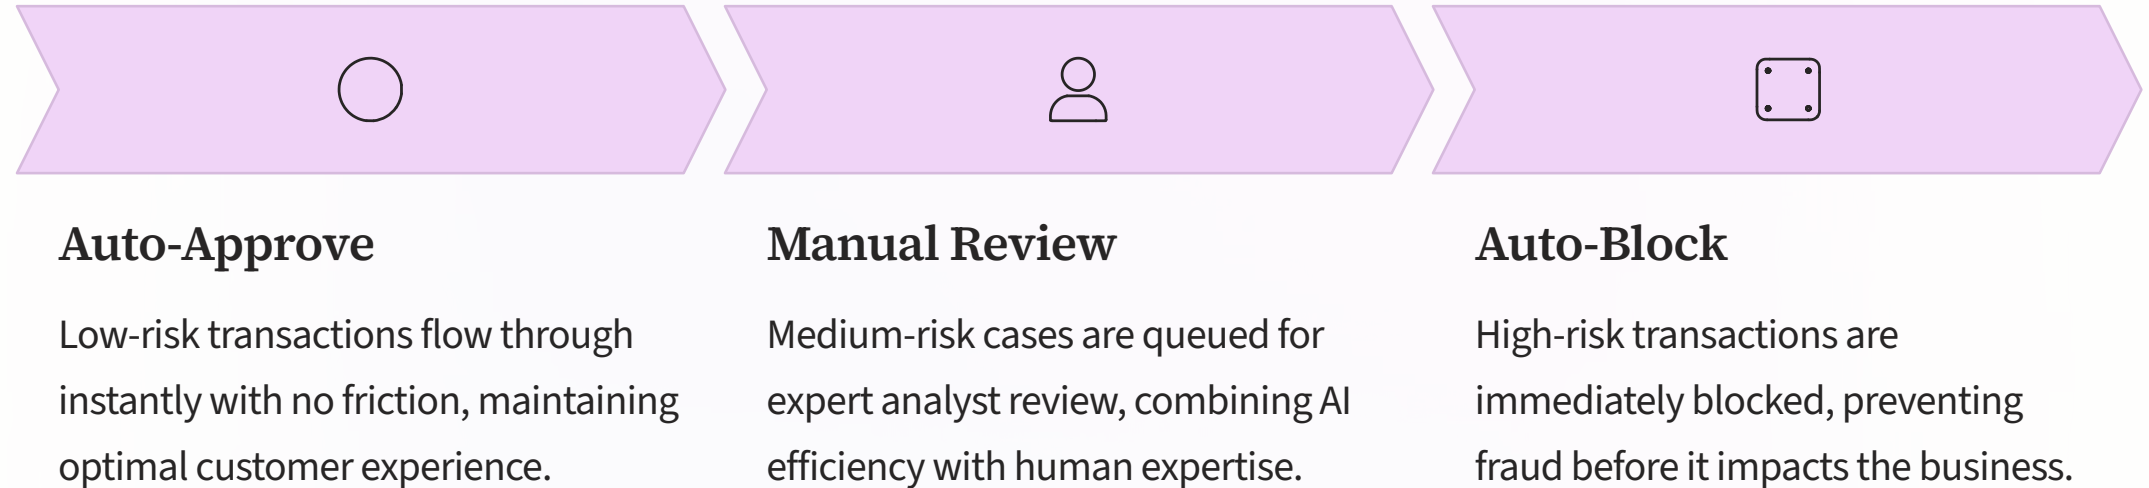 Auto-Approve
Low-risk transactions flow through
instantly with no friction, maintaining
optimal customer experience.
Manual Review
Medium-risk cases are queued for
expert analyst review, combining AI
efficiency with human expertise.
Auto-Block
High-risk transactions are
immediately blocked, preventing
fraud before it impacts the business.